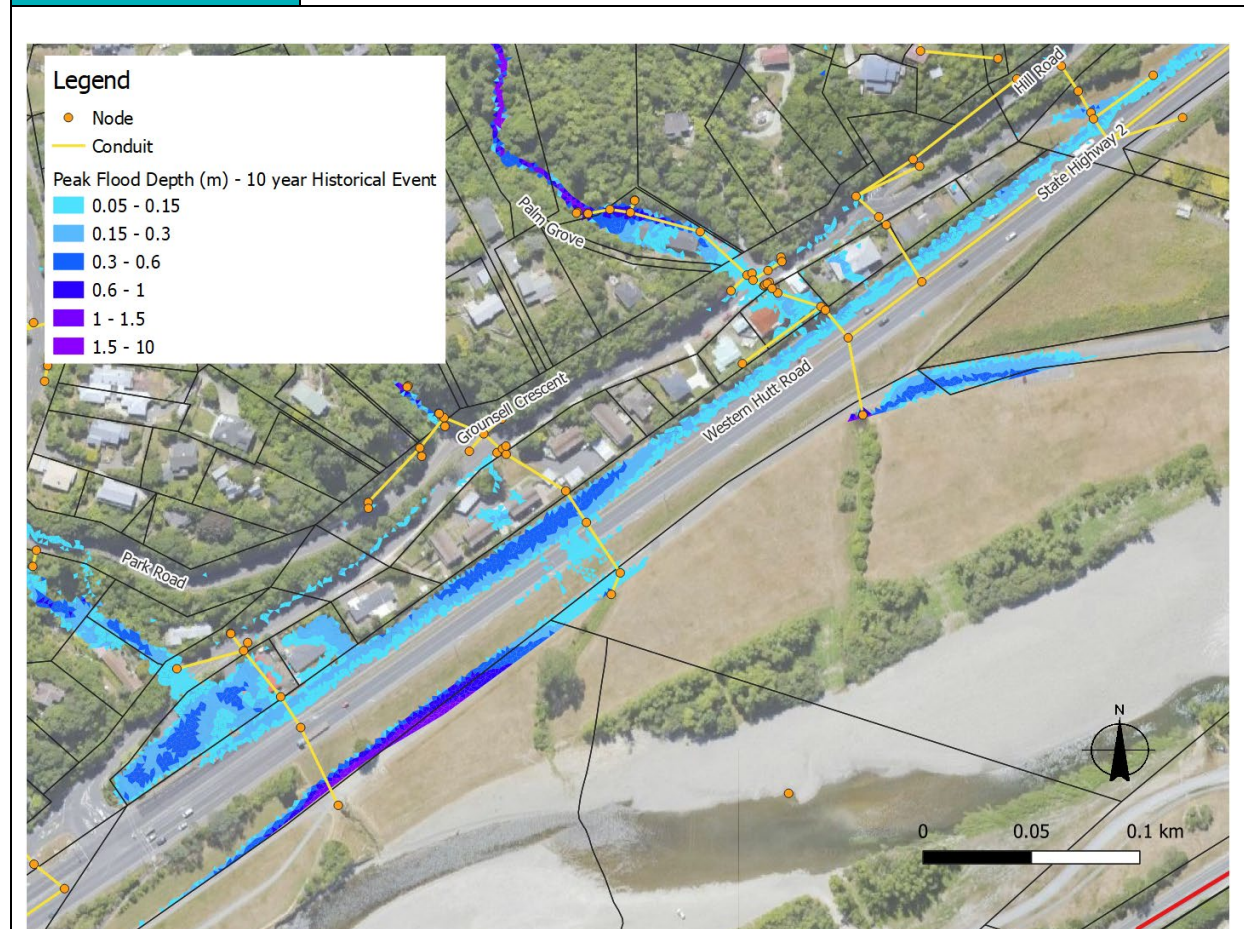 Legend
Node
Conduit
Peak Flood Depth (m) - 10 year Historical Event
0.05 - 0.15
0.15 - 0.3
0.3 - 0.6
0.6 - 1
1 - 1.5
1.5 - 10
Hill Road
State Highway 2
Palm Grove
Western Hutt Road
Grounsell Crescent
Park Road
N
0 0.05 0.1 km